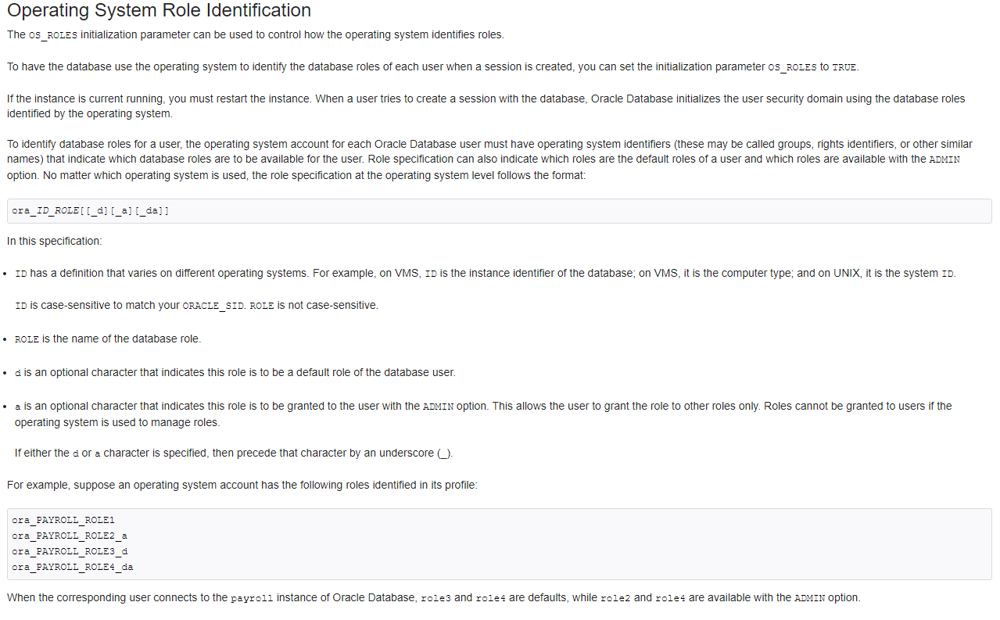 Operating System Role Identification
The OS_ROLES initialization parameter can be used to control how the operating system identifies roles.
To have the database use the operating system to identify the database roles of each user when a session is created, you can set the initialization parameter OS_ROLES to TRUE.
If the instance is current running, you must restart the instance. When a user tries to create a session with the database, Oracle Database initializes the user security domain using the database roles
identified by the operating system.
To identify database roles for a user, the operating system account for each Oracle Database user must have operating system identifiers (these may be called groups, rights identifiers, or other similar
names) that indicate which database roles are to be available for the user. Role specification can also indicate which roles are the default roles of a user and which roles are available with the ADMIN
option. No matter which operating system is used, the role specification at the operating system level follows the format:
ora_ID_ROLE[[_d][_a][_da]]
In this specification:
• ID has a definition that varies on different operating systems. For example, on VMS, ID is the instance identifier of the database; on VMS, it is the computer type; and on UNIX, it is the system ID.
ID is case-sensitive to match your ORACLE_SID. ROLE is not case-sensitive.
• ROLE is the name of the database role.
• d is an optional character that indicates this role is to be a default role of the database user.
• a is an optional character that indicates this role is to be granted to the user with the ADMIN option. This allows the user to grant the role to other roles only. Roles cannot be granted to users if the
operating system is used to manage roles.
If either the d or a character is specified, then precede that character by an underscore (_).
For example, suppose an operating system account has the following roles identified in its profile:
ora_PAYROLL_ROLE1
ora_PAYROLL_ROLE2_a
ora_PAYROLL_ROLE3_d
ora_PAYROLL_ROLE4_da
When the corresponding user connects to the payroll instance of Oracle Database, role3 and role4 are defaults, while role2 and role4 are available with the ADMIN option.